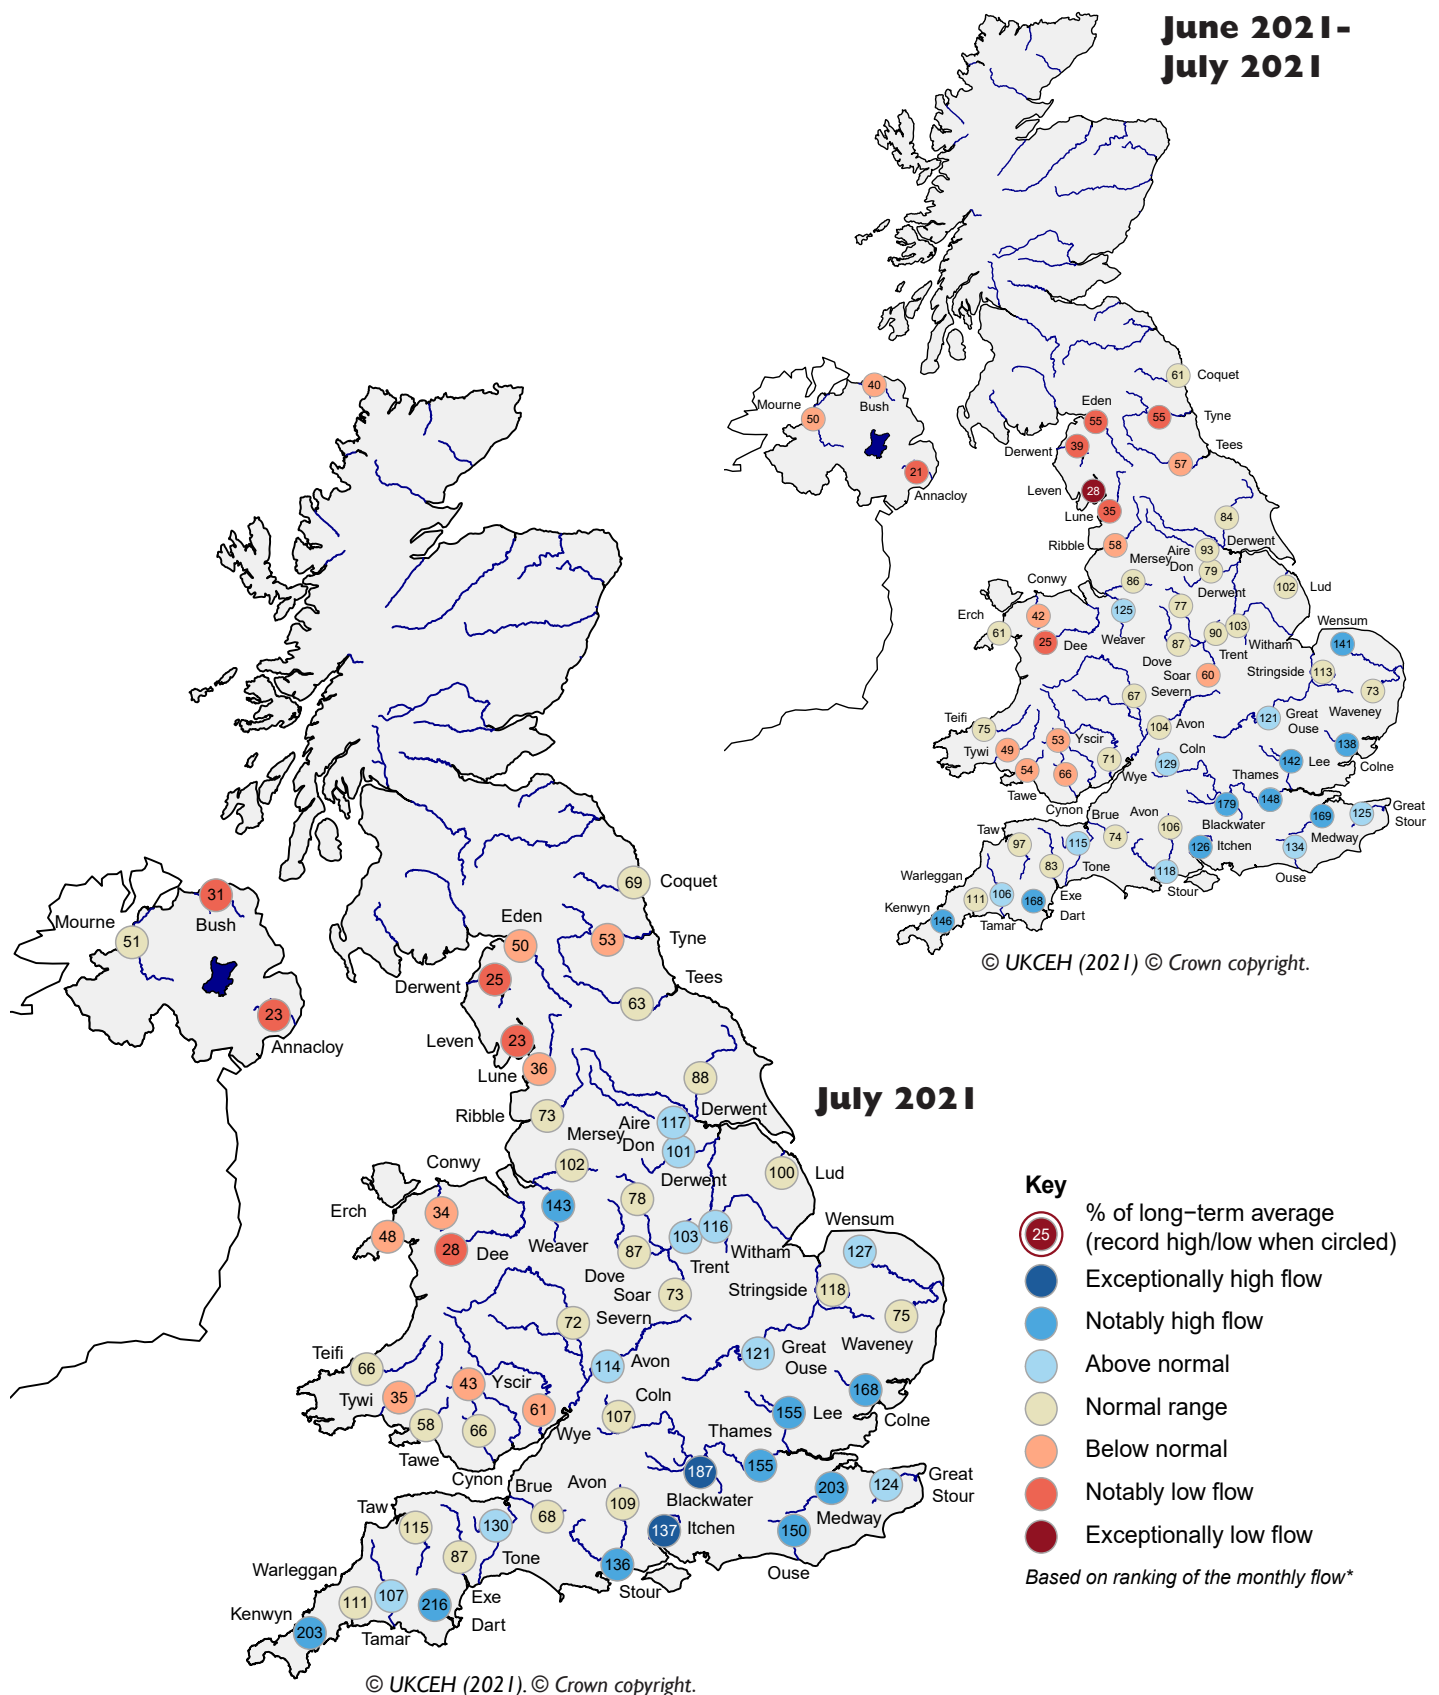 June 2021-
July 2021
61 Coquet
Eden
55
55 Tyne
40
Bush
Mourne
50
39
Derwent
Tees
57
21
Annacloy
Leven
28
Lune
35
84
Derwent
Ribble
58
Aire
93
Mersey
Don
79
Conwy
86
102 Lud
Derwent
42
125
77
Erch
61
Weaver
90
103
Wensum
25 Dee
87
Witham
141
Dove
Trent
Soar
60
Stringside
113
67
Severn
73
Waveney
Teifi
75
104 Avon
121
Great
Ouse
Tywi
49
53 Yscir
138
Colne
54
66
71
Wye
Coln
129
142 Lee
Tawe
Thames
Cynon
179
148
Brue
Avon
169
125
Great
Stour
Blackwater
Taw
97
115
74
106
126 Itchen
134
Medway
83
Tone
118
Stour
Ouse
Warleggan
111
106
168
Exe
Dart
Kenwyn
146
Tamar
© UKCEH (2021) © Crown copyright.
69 Coquet
31
Bush
Mourne
51
Eden
50
53 Tyne
Derwent
25
Tees
63
23
Annacloy
Leven
23
Lune
36
88
Derwent
July 2021
Ribble
73
Aire
117
Mersey
Don
101
Conwy
102
100 Lud
Derwent
34
143
78
Erch
48
103
116
Wensum
28 Dee
Weaver
87
Witham
127
Dove
Trent
Soar
73
Stringside
118
72
Severn
75
Waveney
Teifi
66
114 Avon
121
Great
Ouse
Tywi
35
43 Yscir
168
Colne
58
66
61
Wye
Coln
107
155 Lee
Tawe
Thames
Cynon
187
155
Brue
Avon
203
124
Great
Stour
Blackwater
Taw
115
130
68
109
137 Itchen
150
Medway
87
Tone
136
Stour
Ouse
Warleggan
111
107
216
Exe
Dart
Kenwyn
203
Tamar
© UKCEH (2021). © Crown copyright.
Key
25
% of long−term average
(record high/low when circled)
Exceptionally high flow
Notably high flow
Above normal
Normal range
Below normal
Notably low flow
Exceptionally low flow
Based on ranking of the monthly flow*